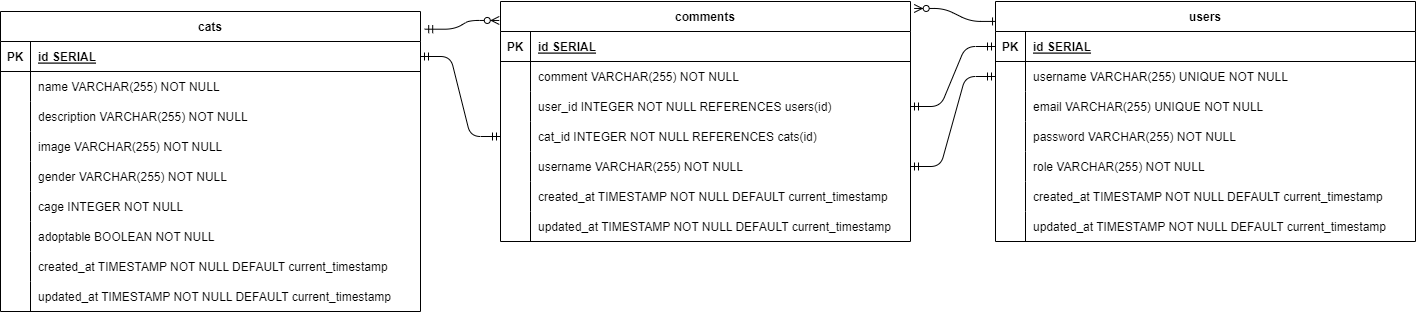 cats
PK id SERIAL
name VARCHAR(255) NOT NULL
description VARCHAR(255) NOT NULL
image VARCHAR(255) NOT NULL
gender VARCHAR(255) NOT NULL
cage INTEGER NOT NULL
adoptable BOOLEAN NOT NULL
created_at TIMESTAMP NOT NULL DEFAULT current_timestamp
updated_at TIMESTAMP NOT NULL DEFAULT current_timestamp
comments
PK id SERIAL
comment VARCHAR(255) NOT NULL
user_id INTEGER NOT NULL REFERENCES users(id)
cat_id INTEGER NOT NULL REFERENCES cats(id)
username VARCHAR(255) NOT NULL
created_at TIMESTAMP NOT NULL DEFAULT current_timestamp
updated_at TIMESTAMP NOT NULL DEFAULT current_timestamp
users
PK id SERIAL
username VARCHAR(255) UNIQUE NOT NULL
email VARCHAR(255) UNIQUE NOT NULL
password VARCHAR(255) NOT NULL
role VARCHAR(255) NOT NULL
created_at TIMESTAMP NOT NULL DEFAULT current_timestamp
updated_at TIMESTAMP NOT NULL DEFAULT current_timestamp